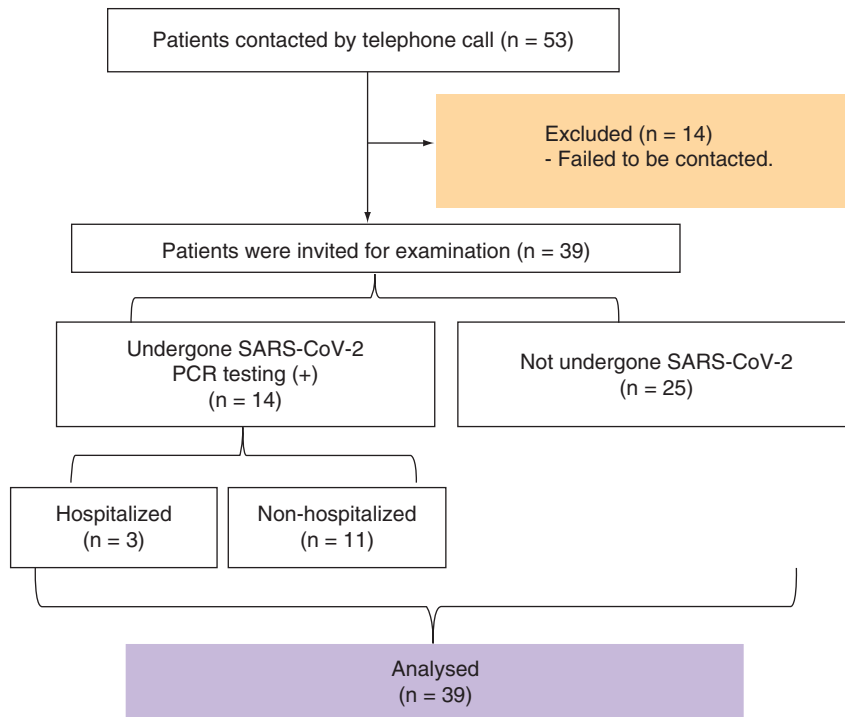 Patients contacted by telephone call (n = 53)
Excluded (n = 14)
- Failed to be contacted.
Patients were invited for examination (n = 39)
Undergone SARS-CoV-2
PCR testing (+)
(n = 14)
Not undergone SARS-CoV-2
(n = 25)
Hospitalized
(n = 3)
Non-hospitalized
(n = 11)
Analysed
(n = 39)